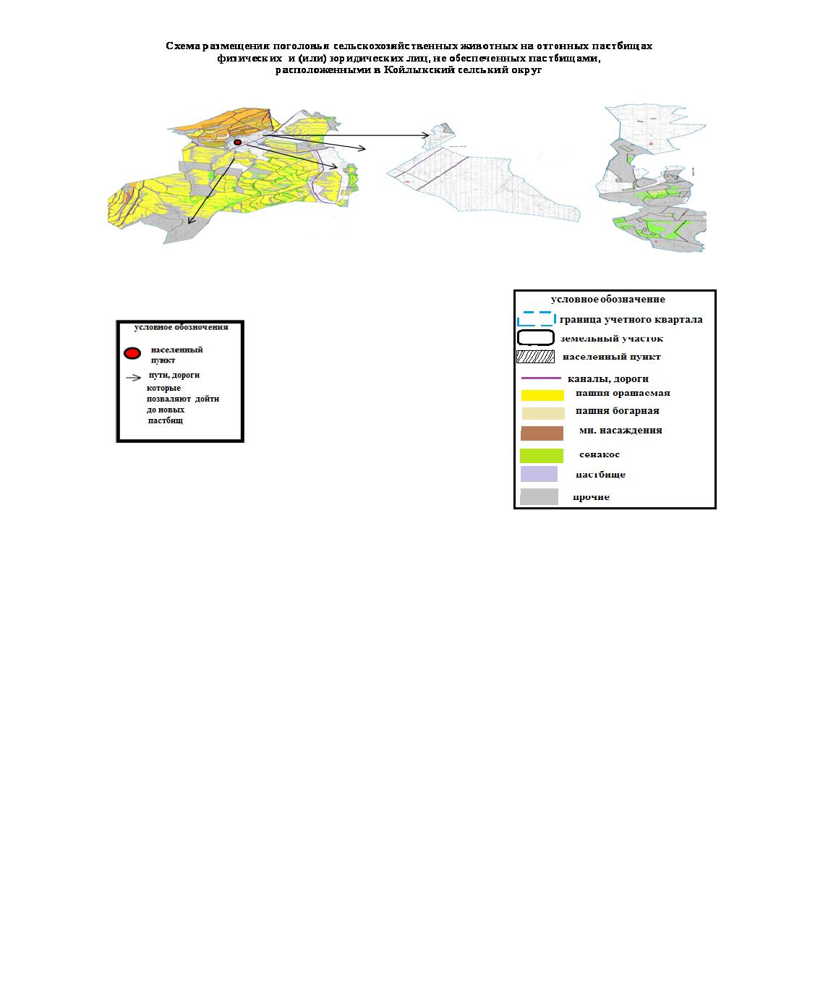 Схема размещения поголовья сельскохозяйственных животных на отгонных пастбищах
физических и (или) юридических лиц, не обеспеченных пастбищами,
расположенными в Койлыкский селський округ
условное обозначение
граница учетного квартала
земельный участок
населенный пункт
каналы, дороги
пашня орашаемая
пашня богарная
мн. насаждения
сенакос
пастбище
прочие
условное обозночения
населенный
пункт
пути, дороги
которые
позваляют дойти
до новых
пастбищ